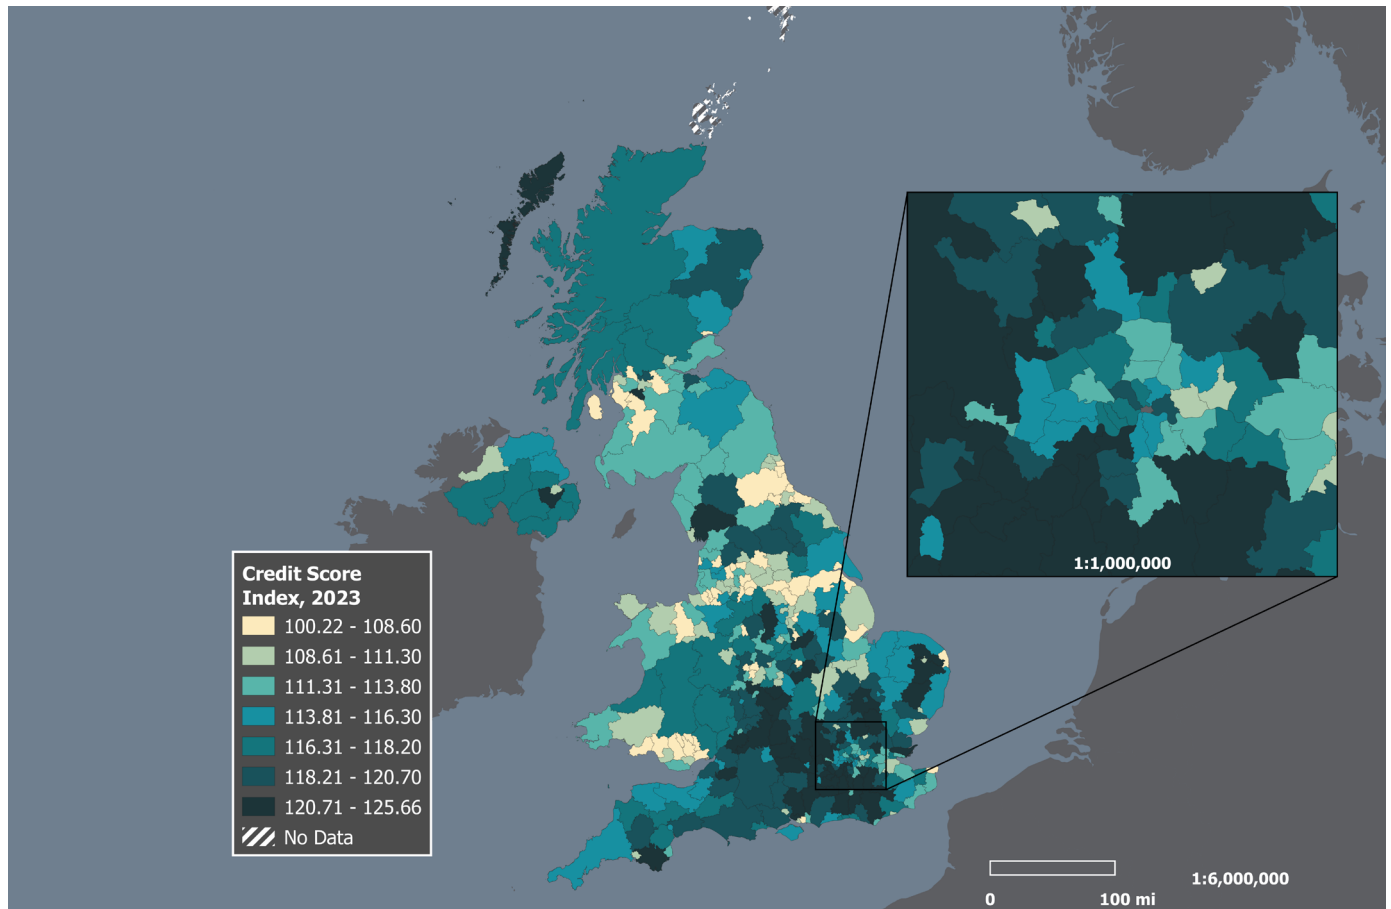 1:1,000,000
Credit Score
Index, 2023
100.22 - 108.60
108.61 - 111.30
111.31 - 113.80
113.81 - 116.30
116.31 - 118.20
118.21 - 120.70
120.71 - 125.66
No Data
1:6,000,000
0 100 mi